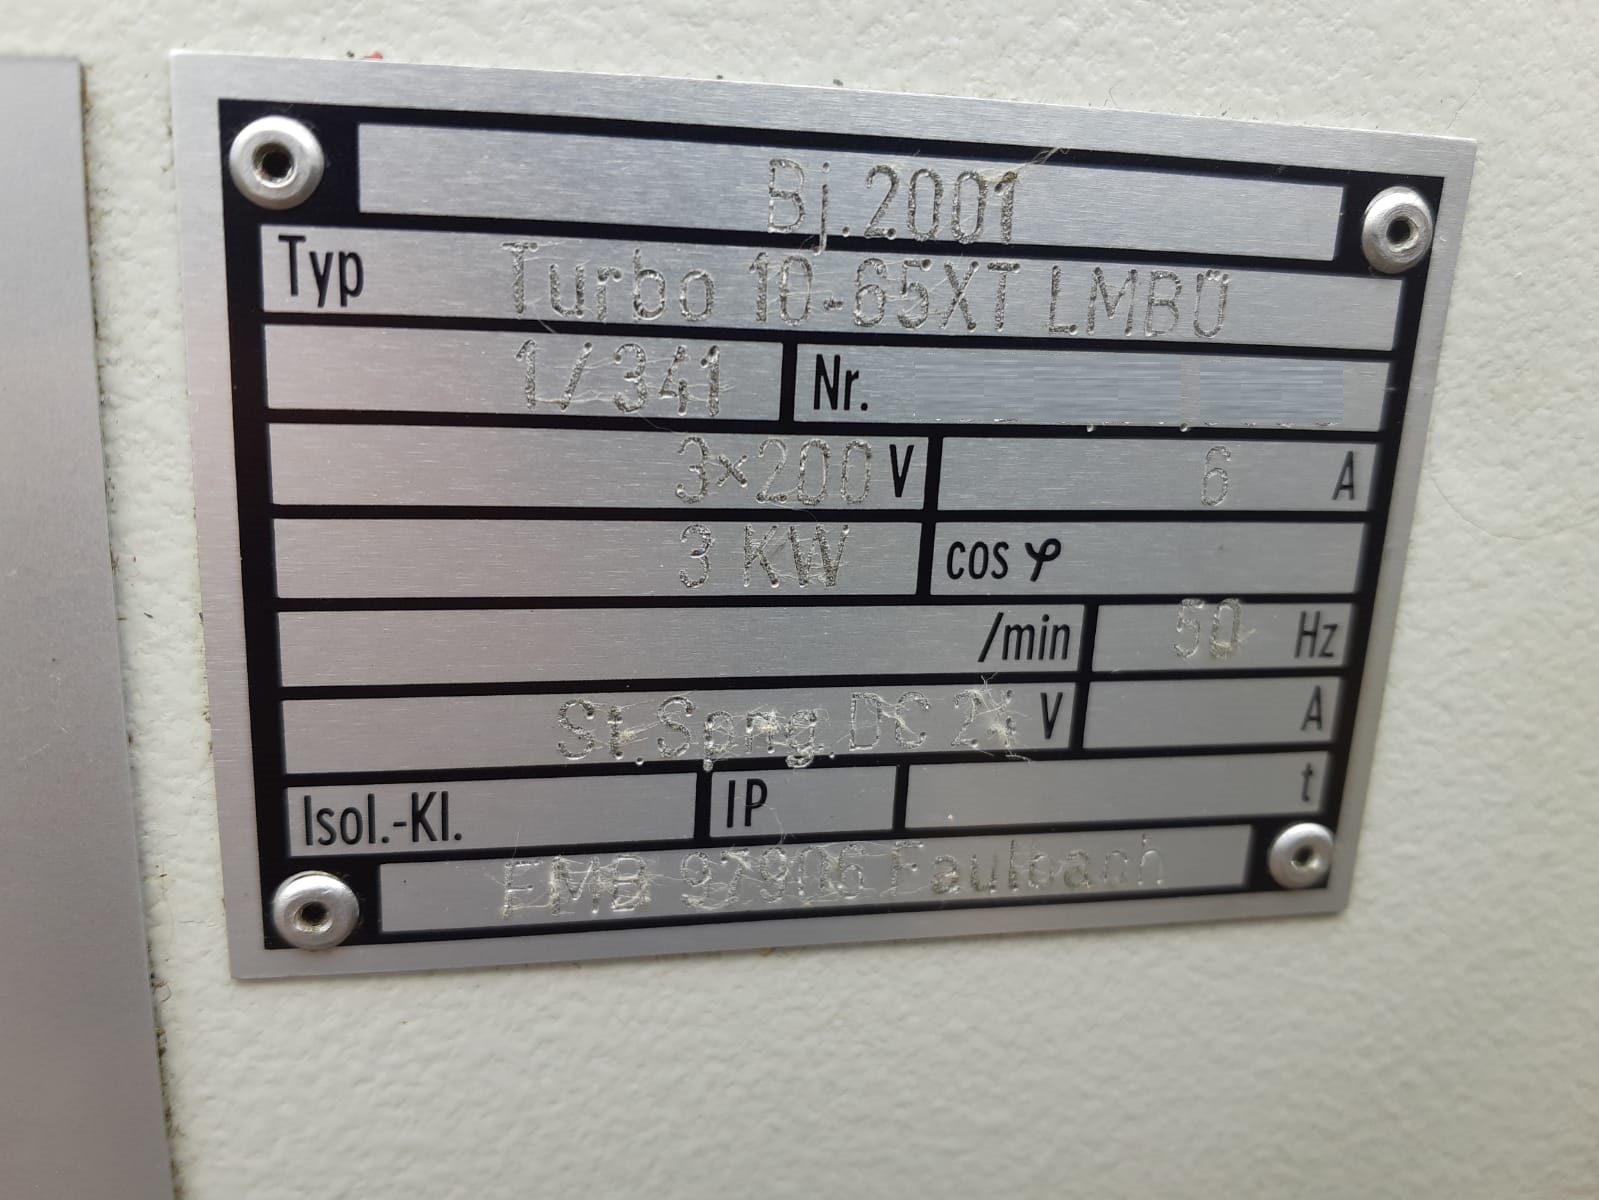 Bj.2001
Typ Turbo 10-65XT LMBÜ
1/341 Nr.
3×200 V 6 A
3 KW cos φ
/min 50 Hz
St.Spng.DC 24 V A
Isol.-Kl. IP t
EMB 97906 Faulbach